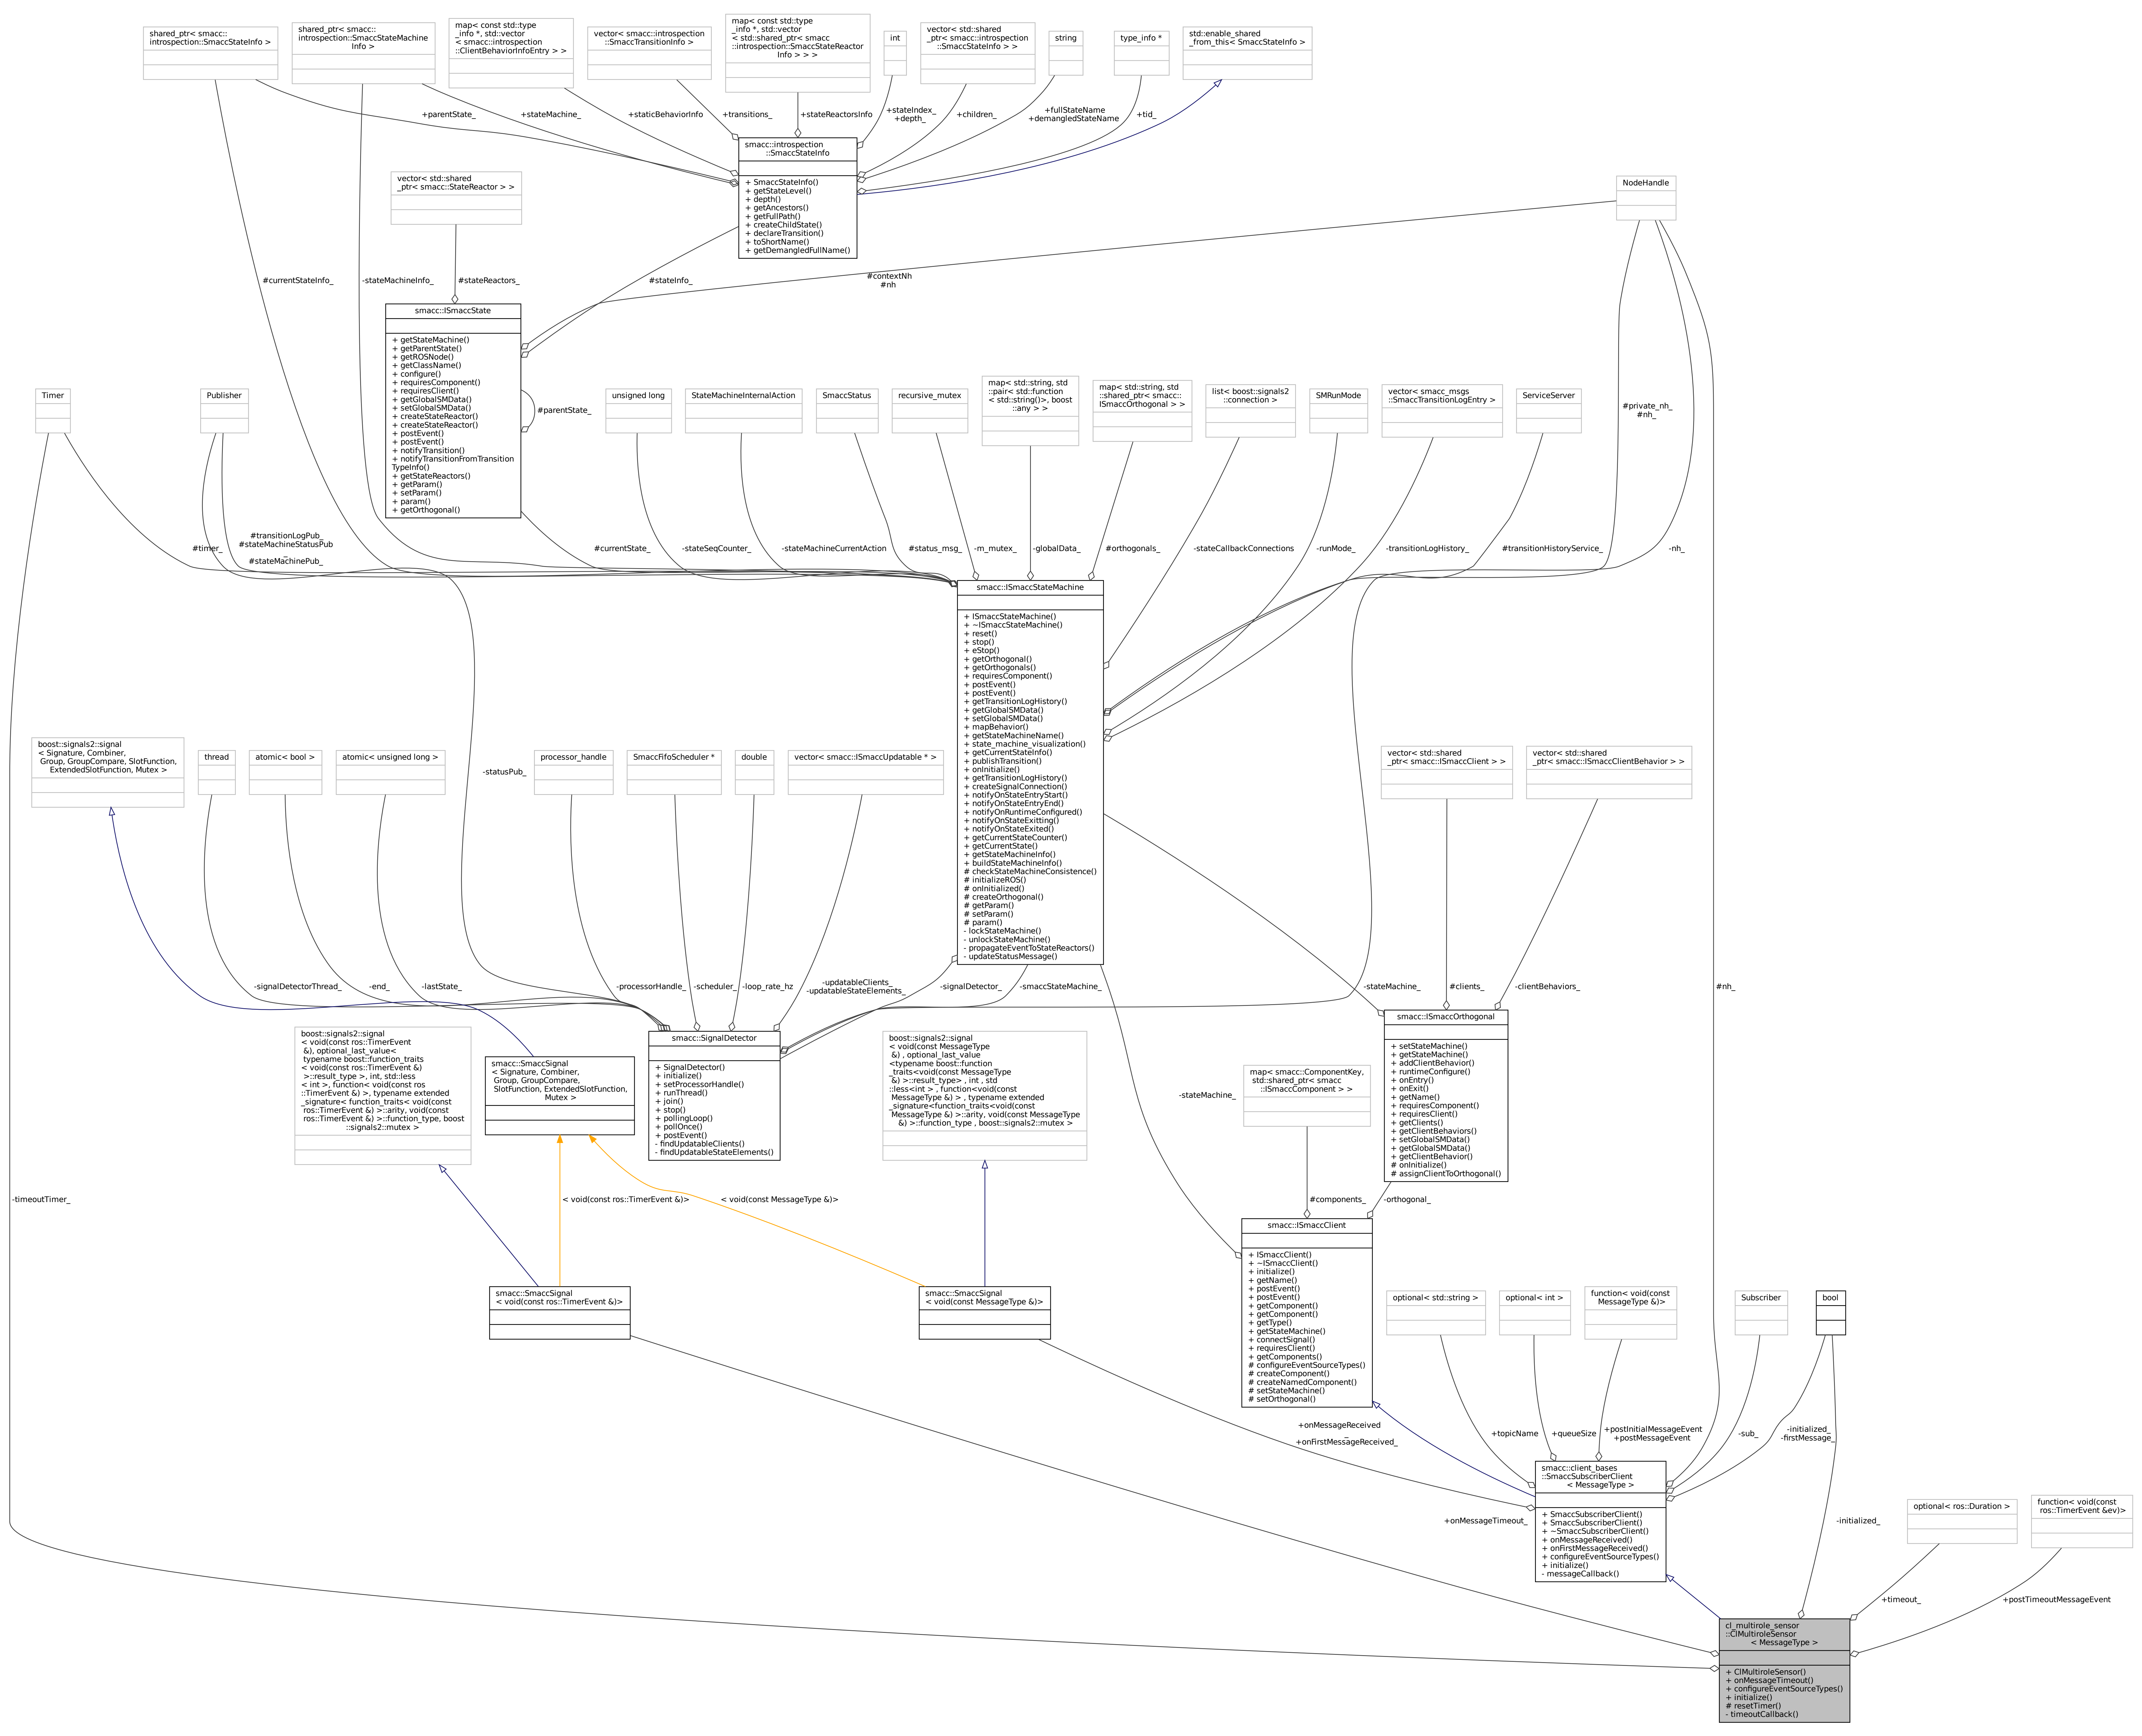 shared_ptr< smacc::
introspection::SmaccStateInfo >
shared_ptr< smacc::
introspection::SmaccStateMachine
Info >
map< const std::type
_info *, std::vector
< smacc::introspection
::ClientBehaviorInfoEntry > >
vector< smacc::introspection
::SmaccTransitionInfo >
map< const std::type
_info *, std::vector
< std::shared_ptr< smacc
::introspection::SmaccStateReactor
Info > > >
int
vector< std::shared
_ptr< smacc::introspection
::SmaccStateInfo > >
string
type_info *
std::enable_shared
_from_this< SmaccStateInfo >
+parentState_
+stateMachine_
+staticBehaviorInfo
+transitions_
+stateReactorsInfo
+stateIndex_
+depth_
+children_
+fullStateName
+demangledStateName
+tid_
smacc::introspection
::SmaccStateInfo
+ SmaccStateInfo()
+ getStateLevel()
+ depth()
+ getAncestors()
+ getFullPath()
+ createChildState()
+ declareTransition()
+ toShortName()
+ getDemangledFullName()
vector< std::shared
_ptr< smacc::StateReactor > >
NodeHandle
#currentStateInfo_
-stateMachineInfo_
#stateReactors_
#stateInfo_
#contextNh
#nh
smacc::ISmaccState
+ getStateMachine()
+ getParentState()
+ getROSNode()
+ getClassName()
+ configure()
+ requiresComponent()
+ requiresClient()
+ getGlobalSMData()
+ setGlobalSMData()
+ createStateReactor()
+ createStateReactor()
+ postEvent()
+ postEvent()
+ notifyTransition()
+ notifyTransitionFromTransition
TypeInfo()
+ getStateReactors()
+ getParam()
+ setParam()
+ param()
+ getOrthogonal()
#parentState_
Timer
Publisher
unsigned long
StateMachineInternalAction
SmaccStatus
recursive_mutex
map< std::string, std
::pair< std::function
< std::string()>, boost
::any > >
map< std::string, std
::shared_ptr< smacc::
ISmaccOrthogonal > >
list< boost::signals2
::connection >
SMRunMode
vector< smacc_msgs
::SmaccTransitionLogEntry >
ServiceServer
#private_nh_
#nh_
#timer_
#transitionLogPub_
#stateMachineStatusPub
_
#stateMachinePub_
#currentState_
-stateSeqCounter_
-stateMachineCurrentAction
#status_msg_
-m_mutex_
-globalData_
#orthogonals_
-stateCallbackConnections
-runMode_
-transitionLogHistory_
#transitionHistoryService_
-nh_
smacc::ISmaccStateMachine
+ ISmaccStateMachine()
+ ~ISmaccStateMachine()
+ reset()
+ stop()
+ eStop()
+ getOrthogonal()
+ getOrthogonals()
+ requiresComponent()
+ postEvent()
+ postEvent()
+ getTransitionLogHistory()
+ getGlobalSMData()
+ setGlobalSMData()
+ mapBehavior()
+ getStateMachineName()
+ state_machine_visualization()
+ getCurrentStateInfo()
+ publishTransition()
+ onInitialize()
+ getTransitionLogHistory()
+ createSignalConnection()
+ notifyOnStateEntryStart()
+ notifyOnStateEntryEnd()
+ notifyOnRuntimeConfigured()
+ notifyOnStateExitting()
+ notifyOnStateExited()
+ getCurrentStateCounter()
+ getCurrentState()
+ getStateMachineInfo()
+ buildStateMachineInfo()
# checkStateMachineConsistence()
# initializeROS()
# onInitialized()
# createOrthogonal()
# getParam()
# setParam()
# param()
- lockStateMachine()
- unlockStateMachine()
- propagateEventToStateReactors()
- updateStatusMessage()
boost::signals2::signal
< Signature, Combiner,
Group, GroupCompare, SlotFunction,
ExtendedSlotFunction, Mutex >
thread
atomic< bool >
atomic< unsigned long >
-statusPub_
processor_handle
SmaccFifoScheduler *
double
vector< smacc::ISmaccUpdatable * >
vector< std::shared
_ptr< smacc::ISmaccClient > >
vector< std::shared
_ptr< smacc::ISmaccClientBehavior > >
-signalDetectorThread_
-end_
-lastState_
-processorHandle_
-scheduler_
-loop_rate_hz
-updatableClients_
-updatableStateElements_
-signalDetector_
-smaccStateMachine_
-stateMachine_
#clients_
-clientBehaviors_
#nh_
boost::signals2::signal
< void(const ros::TimerEvent
&), optional_last_value<
typename boost::function_traits
< void(const ros::TimerEvent &)
>::result_type >, int, std::less
< int >, function< void(const ros
::TimerEvent &) >, typename extended
_signature< function_traits< void(const
ros::TimerEvent &) >::arity, void(const
ros::TimerEvent &) >::function_type, boost
::signals2::mutex >
smacc::SmaccSignal
< Signature, Combiner,
Group, GroupCompare,
SlotFunction, ExtendedSlotFunction,
Mutex >
smacc::SignalDetector
+ SignalDetector()
+ initialize()
+ setProcessorHandle()
+ runThread()
+ join()
+ stop()
+ pollingLoop()
+ pollOnce()
+ postEvent()
- findUpdatableClients()
- findUpdatableStateElements()
boost::signals2::signal
< void(const MessageType
&) , optional_last_value
<typename boost::function
_traits<void(const MessageType
&) >::result_type> , int , std
::less<int > , function<void(const
MessageType &) > , typename extended
_signature<function_traits<void(const
MessageType &) >::arity, void(const MessageType
&) >::function_type , boost::signals2::mutex >
-stateMachine_
map< smacc::ComponentKey,
std::shared_ptr< smacc
::ISmaccComponent > >
smacc::ISmaccOrthogonal
+ setStateMachine()
+ getStateMachine()
+ addClientBehavior()
+ runtimeConfigure()
+ onEntry()
+ onExit()
+ getName()
+ requiresComponent()
+ requiresClient()
+ getClients()
+ getClientBehaviors()
+ setGlobalSMData()
+ getGlobalSMData()
+ getClientBehavior()
# onInitialize()
# assignClientToOrthogonal()
-timeoutTimer_
< void(const ros::TimerEvent &)>
< void(const MessageType &)>
#components_
-orthogonal_
smacc::ISmaccClient
+ ISmaccClient()
+ ~ISmaccClient()
+ initialize()
+ getName()
+ postEvent()
+ postEvent()
+ getComponent()
+ getComponent()
+ getType()
+ getStateMachine()
+ connectSignal()
+ requiresClient()
+ getComponents()
# configureEventSourceTypes()
# createComponent()
# createNamedComponent()
# setStateMachine()
# setOrthogonal()
smacc::SmaccSignal
< void(const ros::TimerEvent &)>
smacc::SmaccSignal
< void(const MessageType &)>
optional< std::string >
optional< int >
function< void(const
MessageType &)>
Subscriber
bool
+onMessageReceived
_
+onFirstMessageReceived_
+topicName
+queueSize
+postInitialMessageEvent
+postMessageEvent
-sub_
-initialized_
-firstMessage_
smacc::client_bases
::SmaccSubscriberClient
< MessageType >
+ SmaccSubscriberClient()
+ SmaccSubscriberClient()
+ ~SmaccSubscriberClient()
+ onMessageReceived()
+ onFirstMessageReceived()
+ configureEventSourceTypes()
+ initialize()
- messageCallback()
+onMessageTimeout_
-initialized_
optional< ros::Duration >
function< void(const
ros::TimerEvent &ev)>
+timeout_
+postTimeoutMessageEvent
cl_multirole_sensor
::ClMultiroleSensor
< MessageType >
+ ClMultiroleSensor()
+ onMessageTimeout()
+ configureEventSourceTypes()
+ initialize()
# resetTimer()
- timeoutCallback()